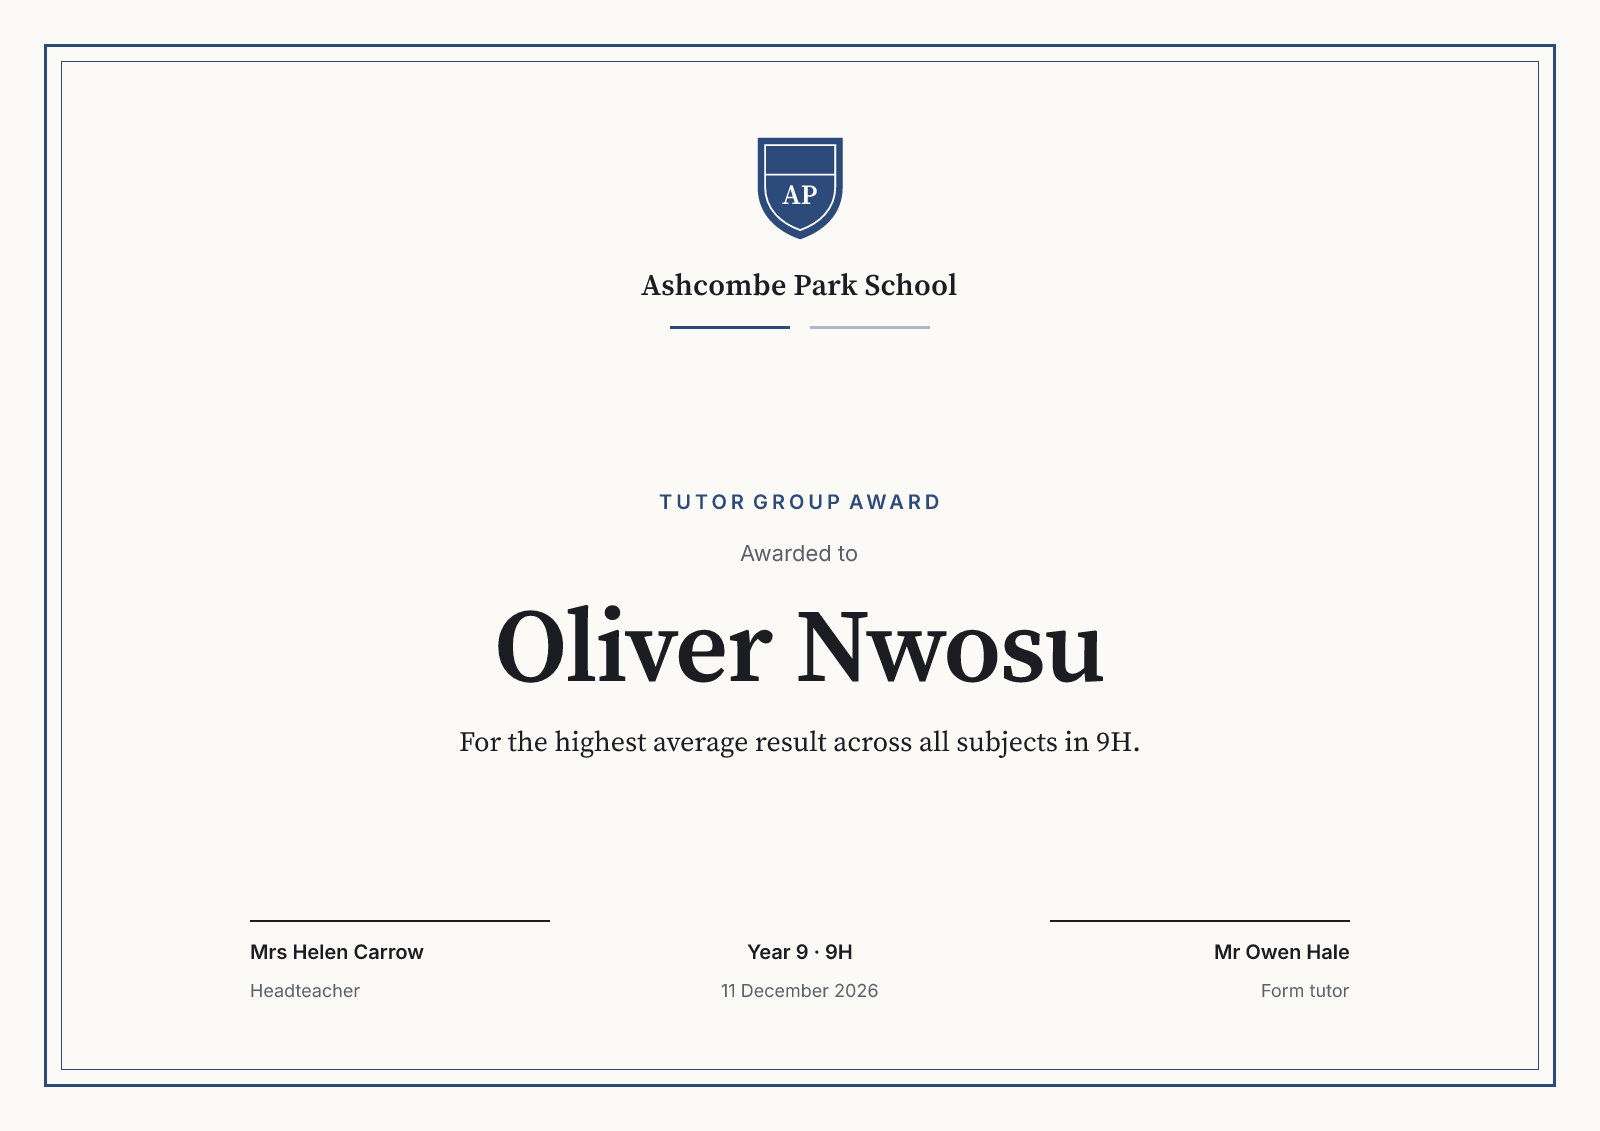 AP
Ashcombe Park School
TUTOR GROUP AWARD
Awarded to
Oliver Nwosu
For the highest average result across all subjects in 9H.
Mrs Helen Carrow
Headteacher
Year 9 · 9H
11 December 2026
Mr Owen Hale
Form tutor